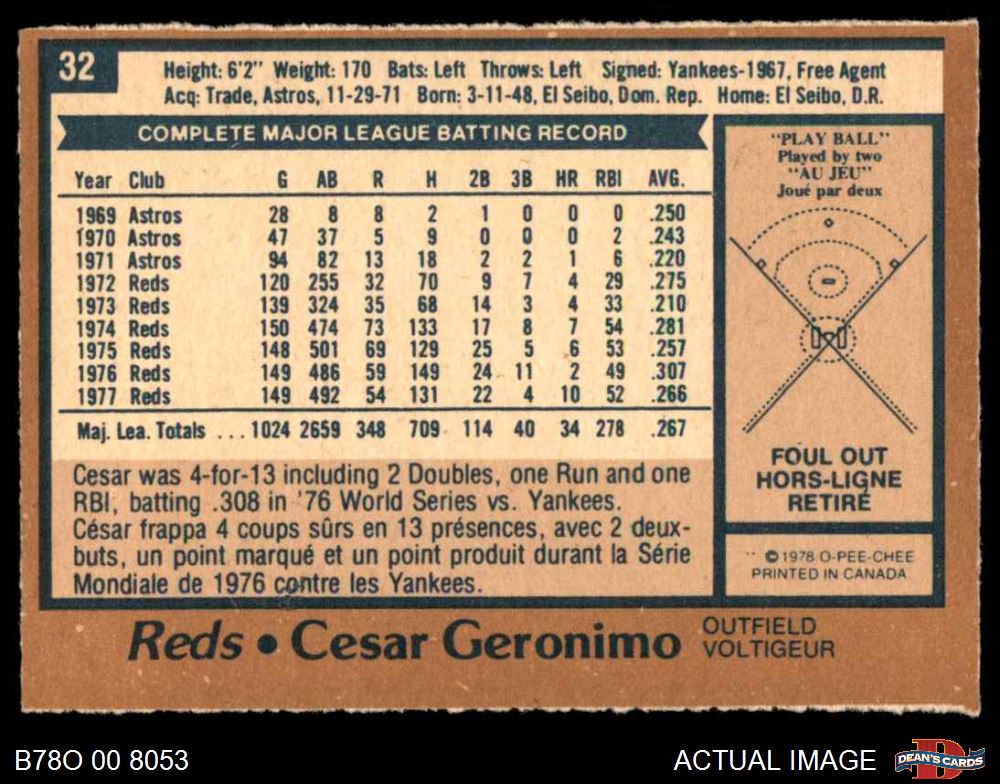 32
Height: 6'2" Weight: 170 Bats: Left Throws: Left Signed: Yankees-1967, Free Agent
Acq: Trade, Astros, 11-29-71 Born: 3-11-48, El Seibo, Dom. Rep. Home: El Seibo, D.R.
COMPLETE MAJOR LEAGUE BATTING RECORD
Year Club G AB R H 2B 3B HR RBI AVG.
1969 Astros 28 8 8 2 1 0 0 0 .250
1970 Astros 47 37 5 9 0 0 0 2 .243
1971 Astros 94 82 13 18 2 2 1 6 .220
1972 Reds 120 255 32 70 9 7 4 29 .275
1973 Reds 139 324 35 68 14 3 4 33 .210
1974 Reds 150 474 73 133 17 8 7 54 .281
1975 Reds 148 501 69 129 25 5 6 53 .257
1976 Reds 149 486 59 149 24 11 2 49 .307
1977 Reds 149 492 54 131 22 4 10 52 .266
Maj. Lea. Totals ... 1024 2659 348 709 114 40 34 278 .267
Cesar was 4-for-13 including 2 Doubles, one Run and one
RBI, batting .308 in '76 World Series vs. Yankees.
César frappa 4 coups sûrs en 13 présences, avec 2 deux-
buts, un point marqué et un point produit durant la Série
Mondiale de 1976 contre les Yankees.
"PLAY BALL"
Played by two
"AU JEU"
Joué par deux
FOUL OUT
HORS-LIGNE
RETIRÉ
© 1978 O-PEE-CHEE
PRINTED IN CANADA
Reds • Cesar Geronimo
OUTFIELD
VOLTIGEUR
B78O 00 8053
ACTUAL IMAGE
DEAN'S CARDS